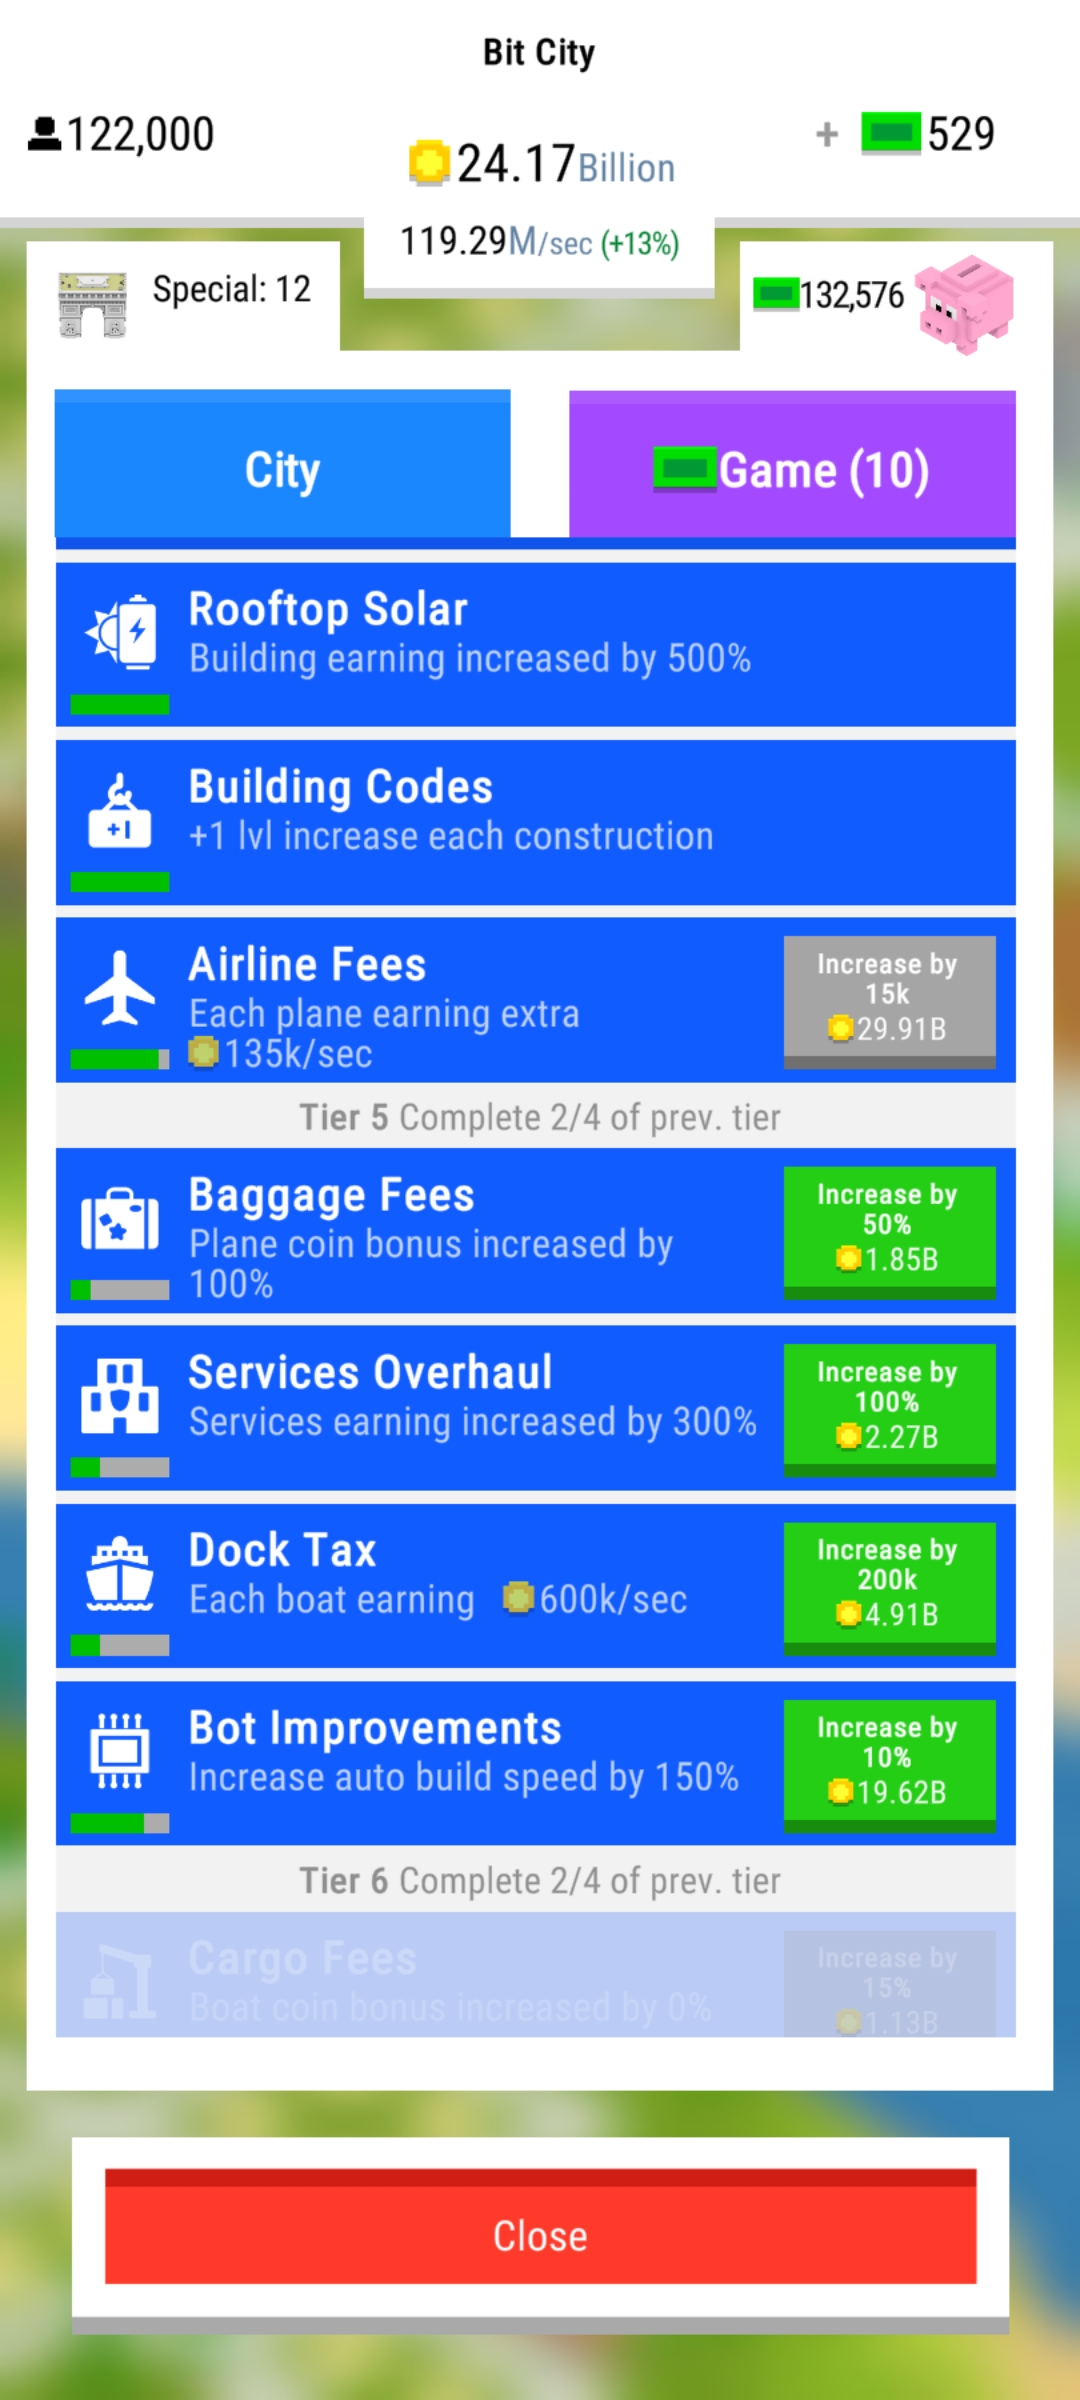 Bit City
122,000
24.17Billion
+ 529
119.29M/sec (+13%)
Special: 12
132,576
City
Game (10)
Rooftop Solar
Building earning increased by 500%
+1
Building Codes
+1 lvl increase each construction
Airline Fees
Each plane earning extra
135k/sec
Increase by
15k
29.91B
Tier 5 Complete 2/4 of prev. tier
Baggage Fees
Plane coin bonus increased by
100%
Increase by
50%
1.85B
Services Overhaul
Services earning increased by 300%
Increase by
100%
2.27B
Dock Tax
Each boat earning 600k/sec
Increase by
200k
4.91B
Bot Improvements
Increase auto build speed by 150%
Increase by
10%
19.62B
Tier 6 Complete 2/4 of prev. tier
Cargo Fees
Boat coin bonus increased by 0%
Increase by
15%
1.13B
Close